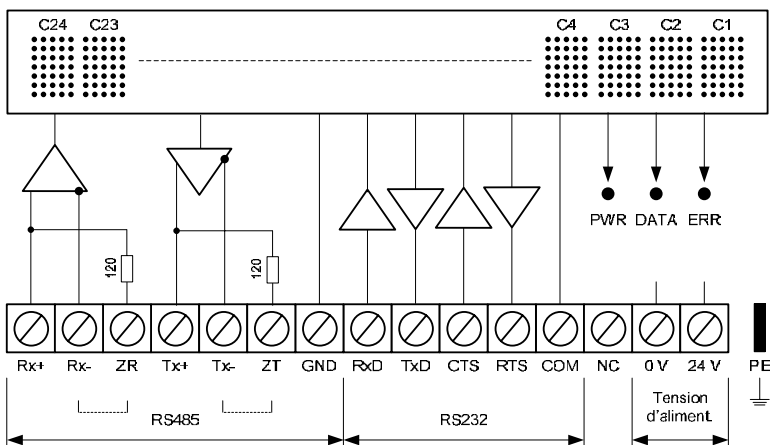 C24 C23 C4 C3 C2 C1
PWR DATA ERR
120 120
Rx+ Rx- ZR Tx+ Tx- ZT GND RxD TxD CTS RTS COM NC 0 V 24 V PE
RS485 RS232 Tension
d'aliment.